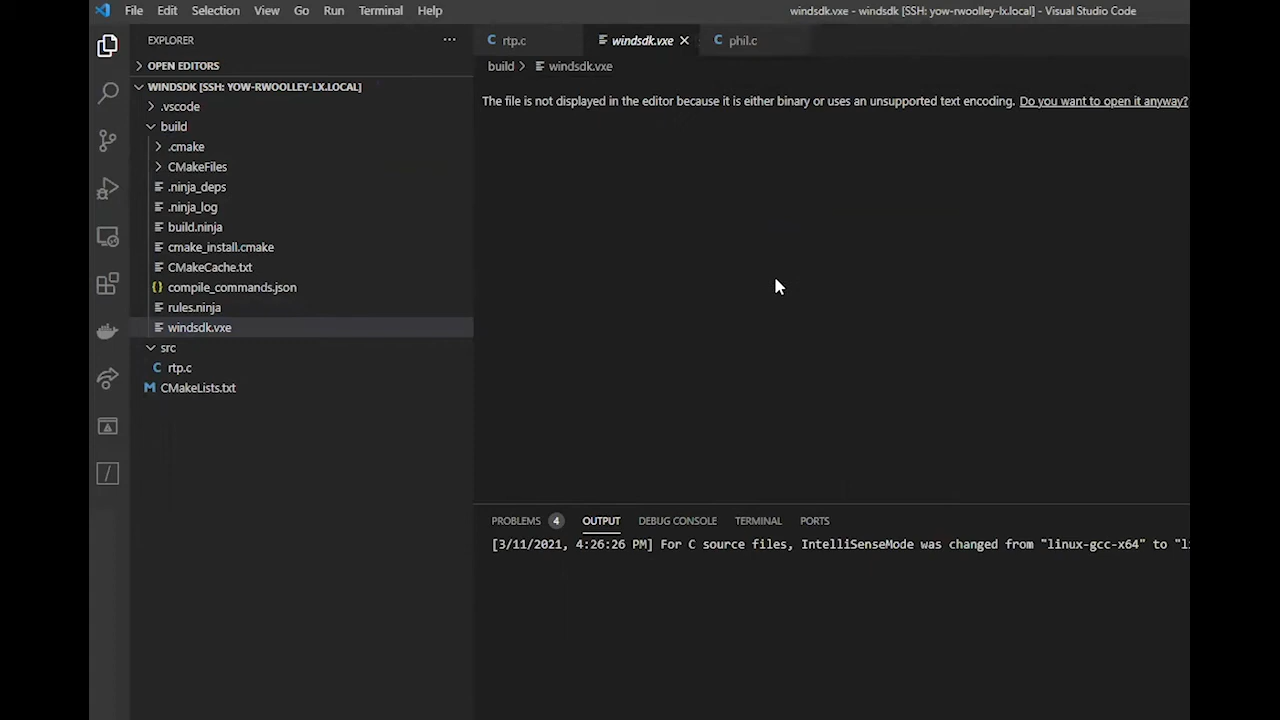 File Edit Selection View Go Run Terminal Help
windsdk.vxe - windsdk [SSH: yow-rwoolley-lx.local] - Visual Studio Code
EXPLORER ···
OPEN EDITORS
WINDSDK [SSH: YOW-RWOOLLEY-LX.LOCAL]
.vscode
build
.cmake
CMakeFiles
.ninja_deps
.ninja_log
build.ninja
cmake_install.cmake
CMakeCache.txt
{} compile_commands.json
rules.ninja
windsdk.vxe
src
C rtp.c
M CMakeLists.txt
C rtp.c
windsdk.vxe
C phil.c
build > windsdk.vxe
The file is not displayed in the editor because it is either binary or uses an unsupported text encoding. Do you want to open it anyway?
PROBLEMS 4 OUTPUT DEBUG CONSOLE TERMINAL PORTS
[3/11/2021, 4:26:26 PM] For C source files, IntelliSenseMode was changed from "linux-gcc-x64" to "li